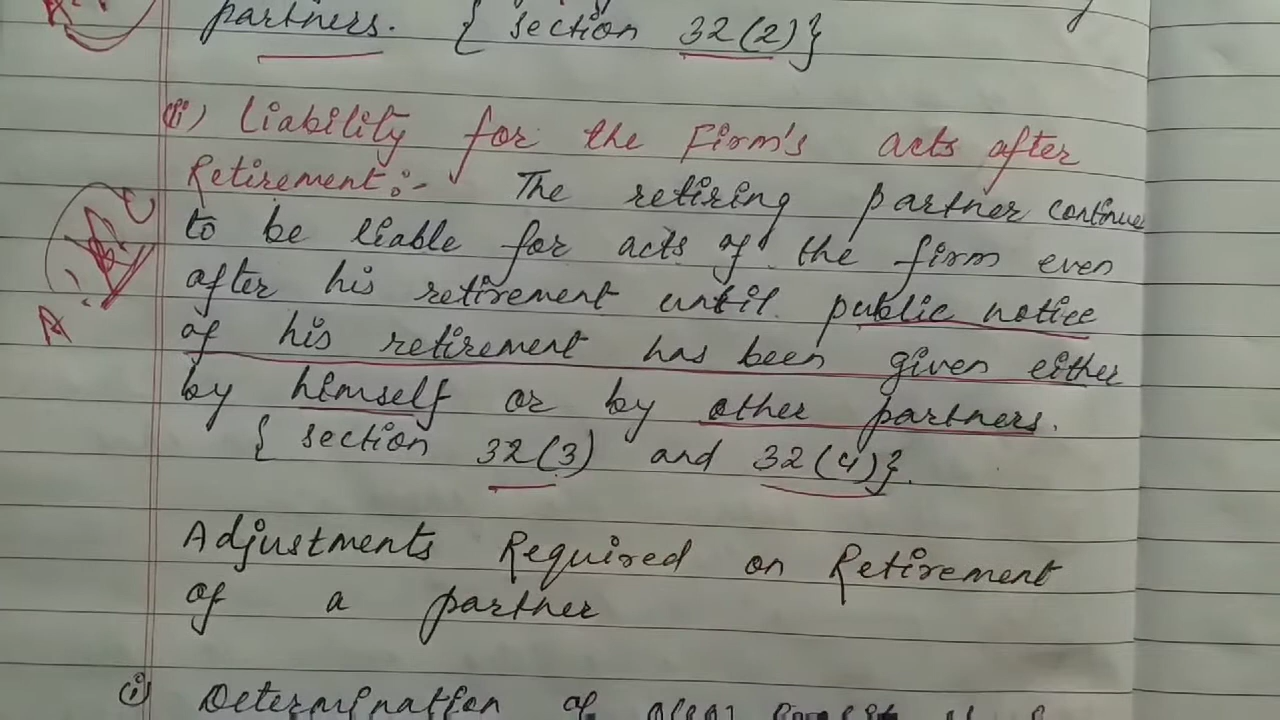 partners. { section 32(2)}
(ii) Liability for the Firm's acts after
Retirement:- The retiring partner continue
to be liable for acts of the firm even
after his retirement until public notice
of his retirement has been given either
by himself or by other partners.
{ section 32(3) and 32(4)}.
Adjustments Required on Retirement
of a partner
(i) Determination of